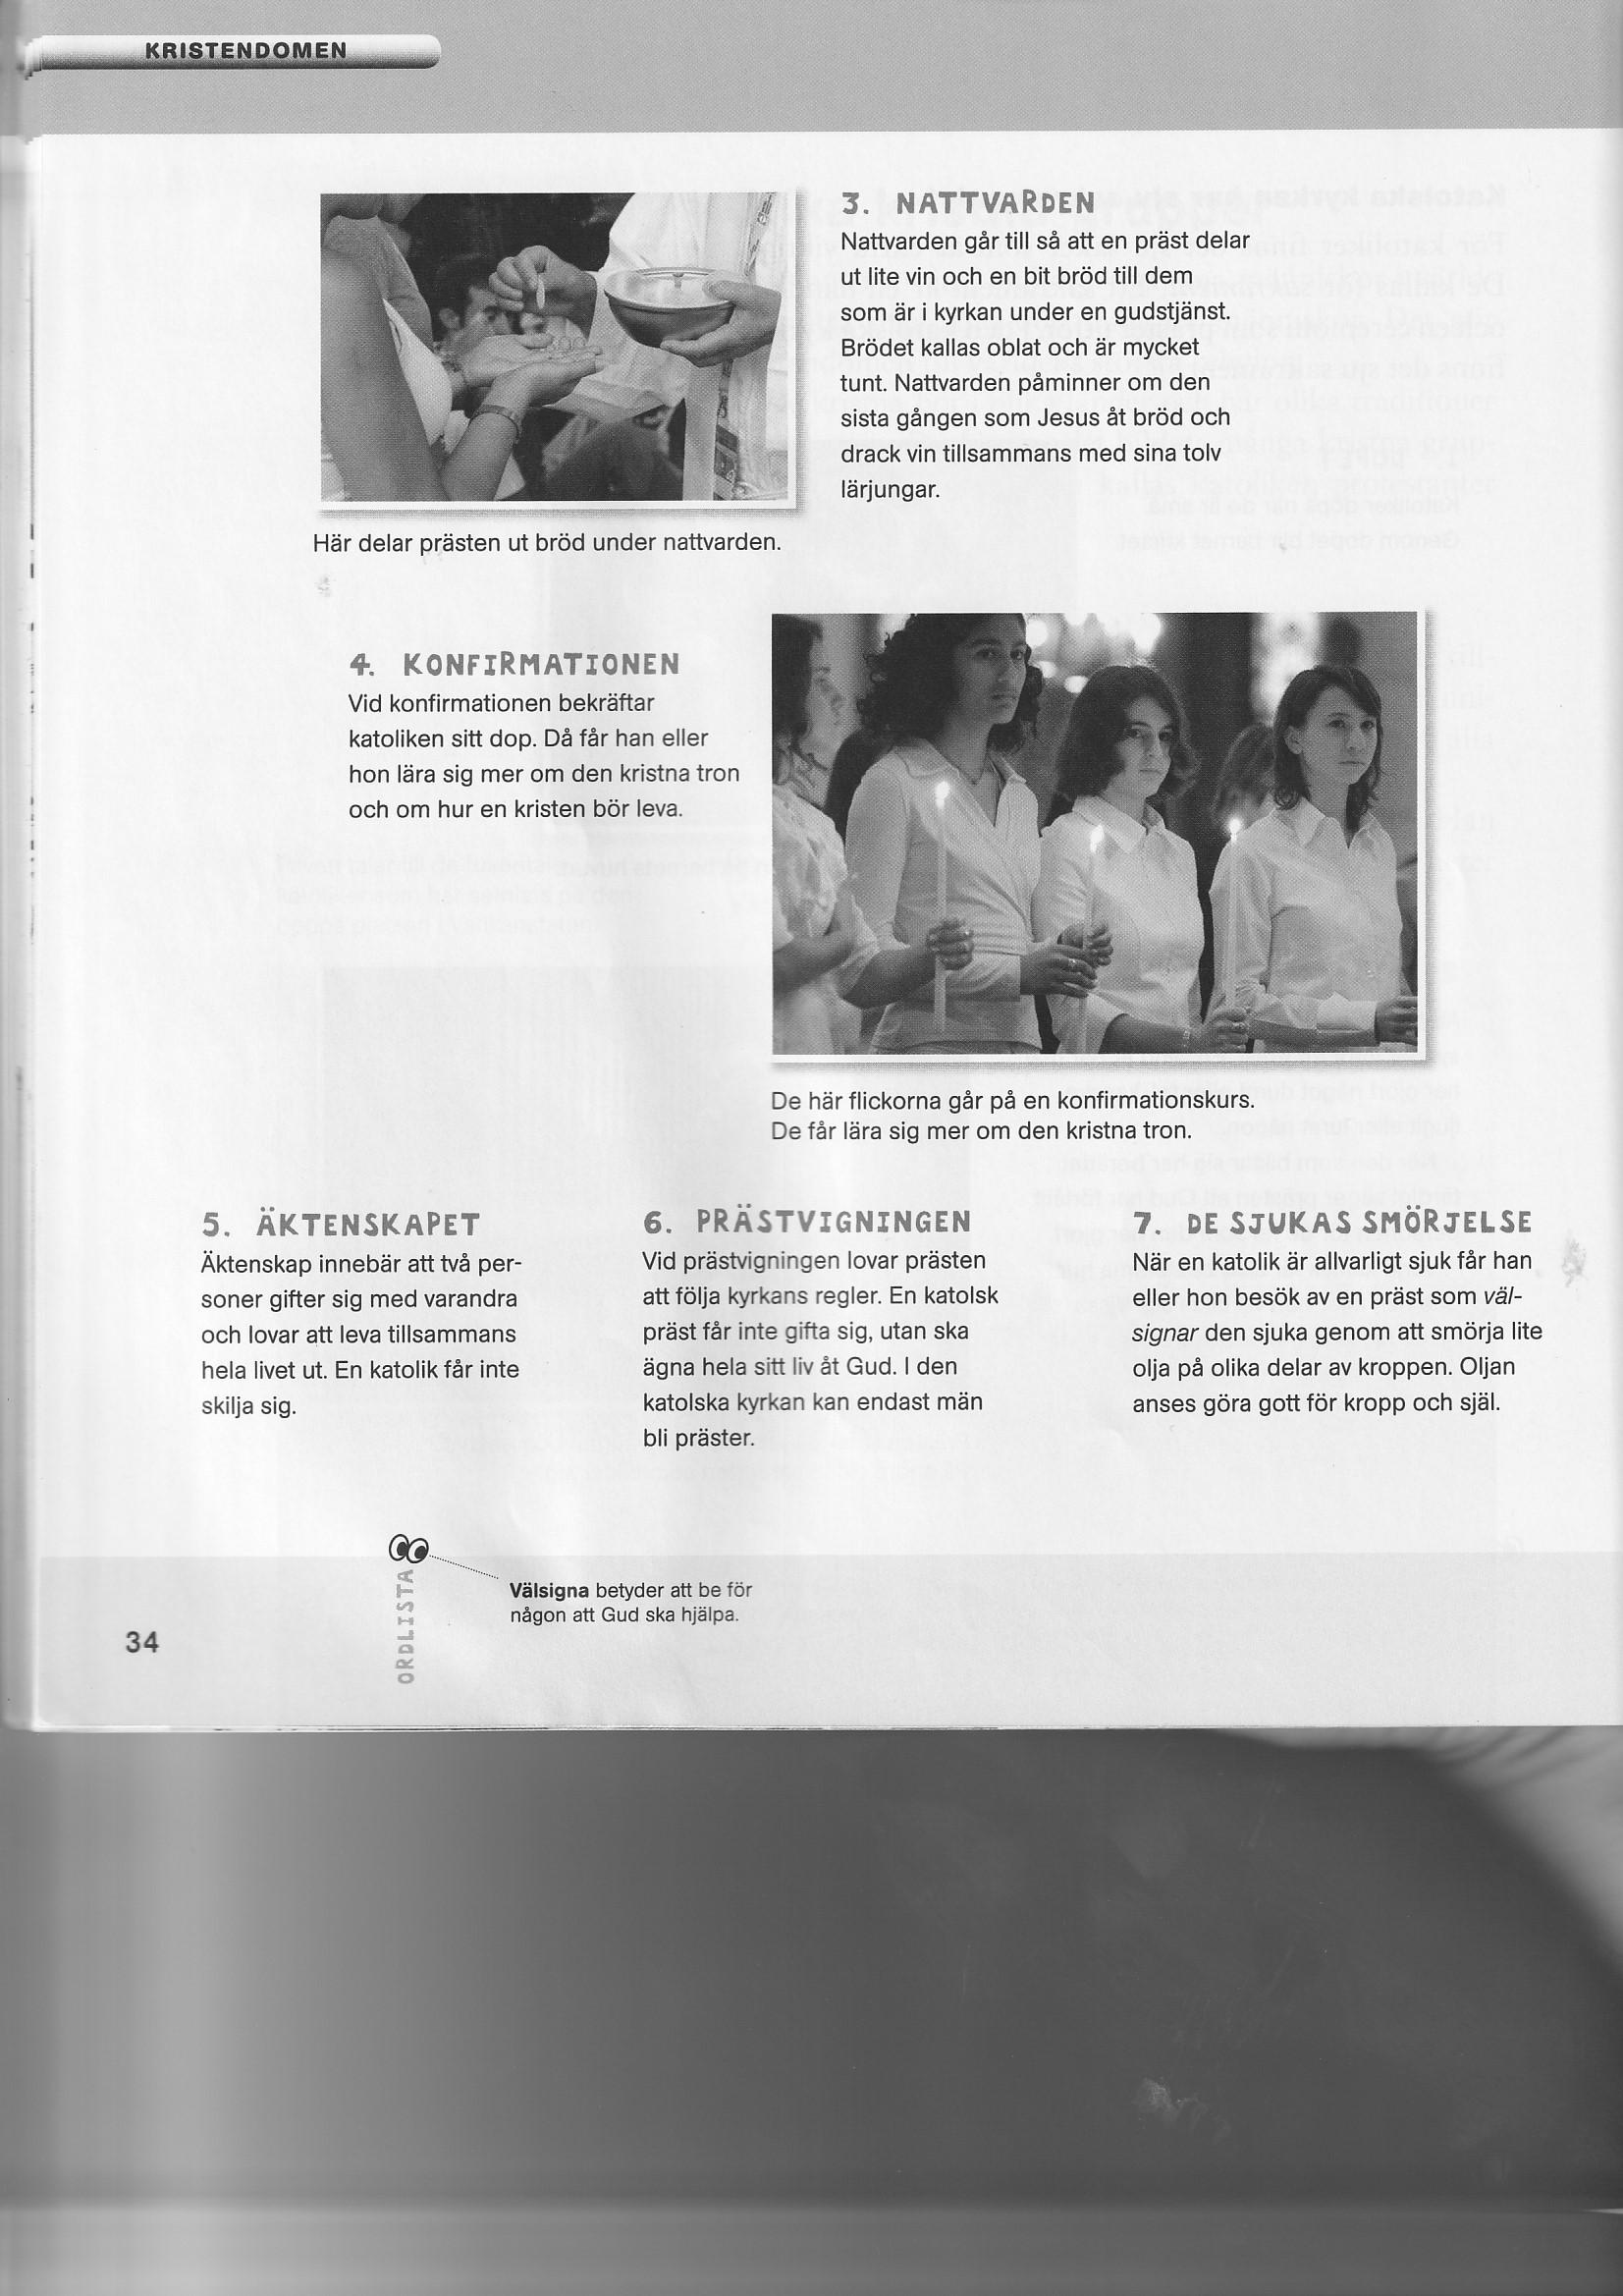 KRISTENDOMEN
3. NATTVARDEN
Nattvarden går till så att en präst delar
ut lite vin och en bit bröd till dem
som är i kyrkan under en gudstjänst.
Brödet kallas oblat och är mycket
tunt. Nattvarden påminner om den
sista gången som Jesus åt bröd och
drack vin tillsammans med sina tolv
lärjungar.
Här delar prästen ut bröd under nattvarden.
4. KONFIRMATIONEN
Vid konfirmationen bekräftar
katoliken sitt dop. Då får han eller
hon lära sig mer om den kristna tron
och om hur en kristen bör leva.
De här flickorna går på en konfirmationskurs.
De får lära sig mer om den kristna tron.
5. ÄKTENSKAPET
Äktenskap innebär att två per-
soner gifter sig med varandra
och lovar att leva tillsammans
hela livet ut. En katolik får inte
skilja sig.
6. PRÄSTVIGNINGEN
Vid prästvigningen lovar prästen
att följa kyrkans regler. En katolsk
präst får inte gifta sig, utan ska
ägna hela sitt liv åt Gud. I den
katolska kyrkan kan endast män
bli präster.
7. DE SJUKAS SMÖRJELSE
När en katolik är allvarligt sjuk får han
eller hon besök av en präst som väl-
signar den sjuka genom att smörja lite
olja på olika delar av kroppen. Oljan
anses göra gott för kropp och själ.
ORDLISTA
Välsigna betyder att be för
någon att Gud ska hjälpa.
34